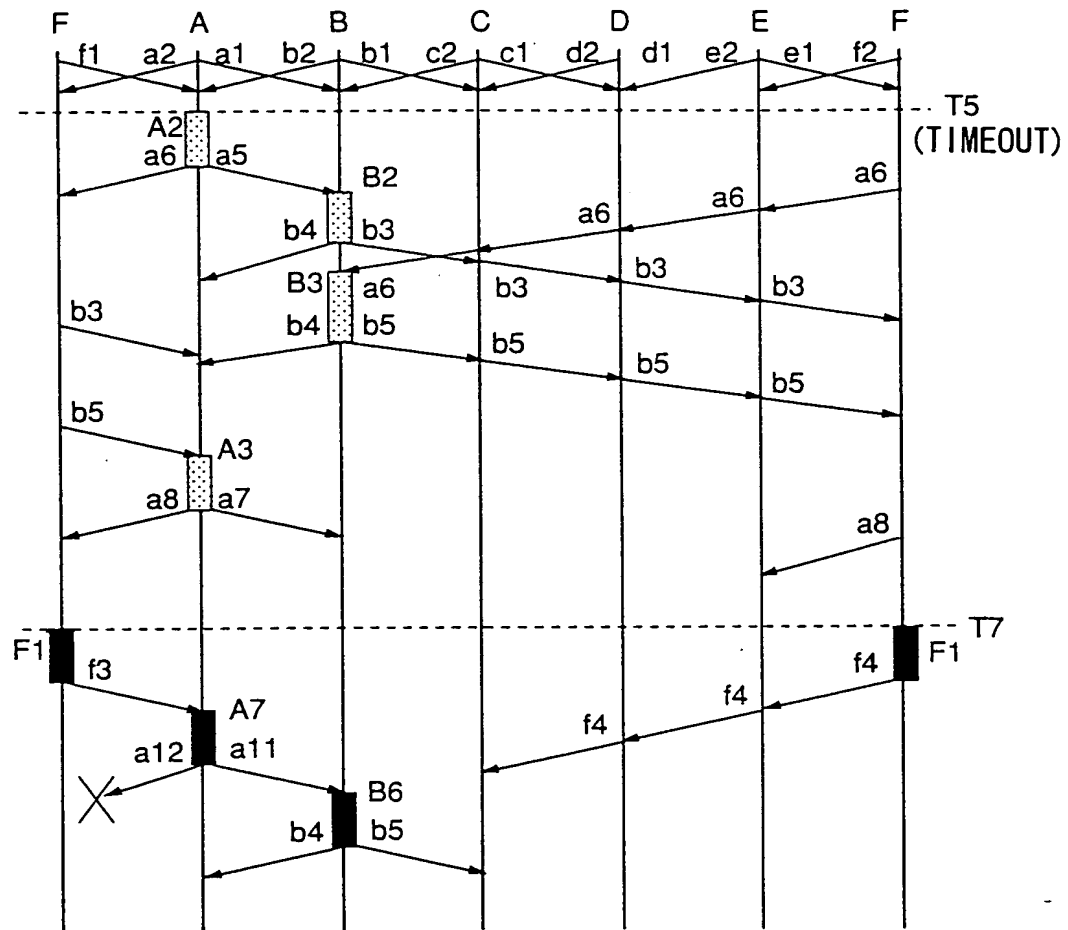 F A B C D E F
f1 a2 a1 b2 b1 c2 c1 d2 d1 e2 e1 f2
T5
(TIMEOUT)
A2
a6 a5
B2
a6
a6
a6
b4 b3
B3 a6
b3
b3
b3
b3
b4 b5
b5
b5
b5
b5
A3
a8 a7
a8
T7
F1
F1
f3
f4
f4
f4
A7
a12 a11
B6
b4 b5